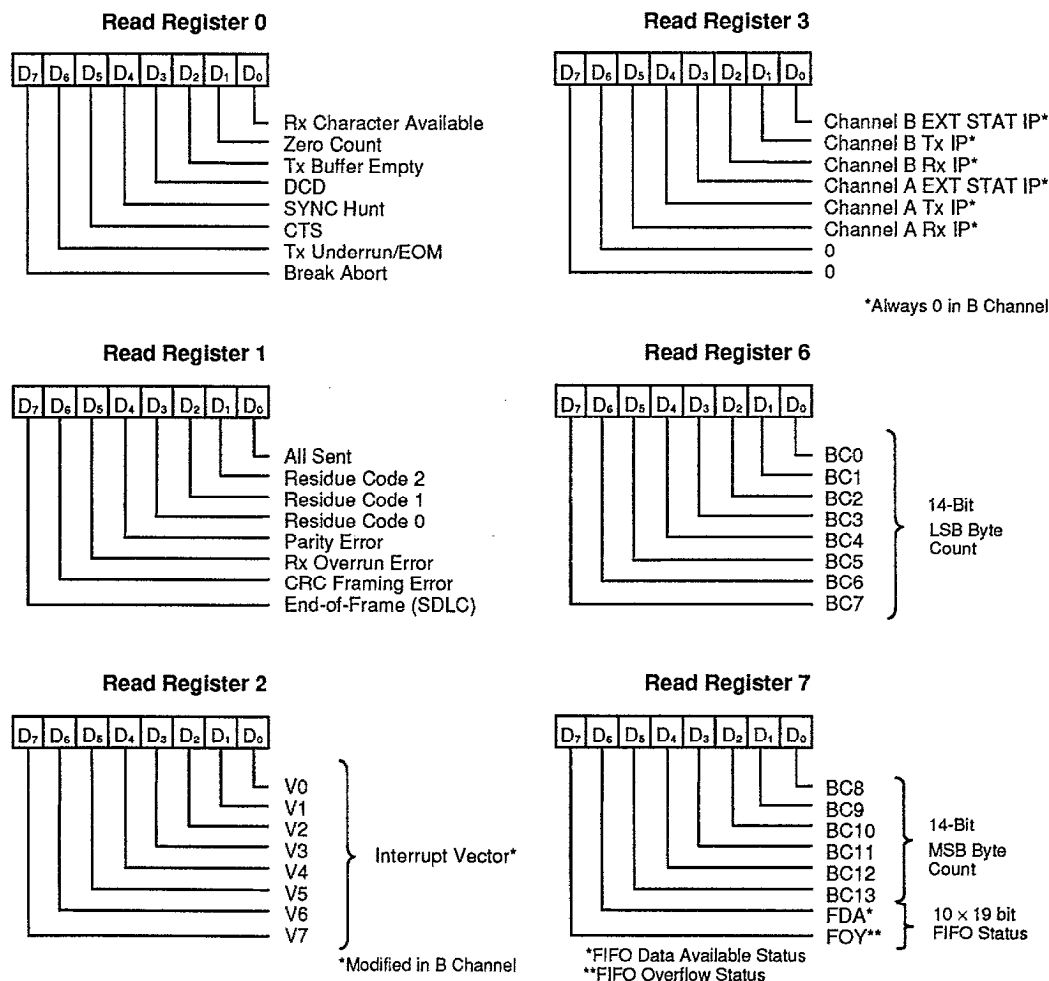 Read Register 0
D7 D6 D5 D4 D3 D2 D1 D0
Rx Character Available
Zero Count
Tx Buffer Empty
DCD
SYNC Hunt
CTS
Tx Underrun/EOM
Break Abort
Read Register 3
D7 D6 D5 D4 D3 D2 D1 D0
Channel B EXT STAT IP*
Channel B Tx IP*
Channel B Rx IP*
Channel A EXT STAT IP*
Channel A Tx IP*
Channel A Rx IP*
0
0
*Always 0 in B Channel
Read Register 1
D7 D6 D5 D4 D3 D2 D1 D0
All Sent
Residue Code 2
Residue Code 1
Residue Code 0
Parity Error
Rx Overrun Error
CRC Framing Error
End-of-Frame (SDLC)
Read Register 6
D7 D6 D5 D4 D3 D2 D1 D0
BC0
BC1
BC2
BC3
BC4
BC5
BC6
BC7
14-Bit
LSB Byte
Count
Read Register 2
D7 D6 D5 D4 D3 D2 D1 D0
V0
V1
V2
V3
V4
V5
V6
V7
Interrupt Vector*
*Modified in B Channel
Read Register 7
D7 D6 D5 D4 D3 D2 D1 D0
BC8
BC9
BC10
BC11
BC12
BC13
FDA*
FOY**
14-Bit
MSB Byte
Count
10 × 19 bit
FIFO Status
*FIFO Data Available Status
**FIFO Overflow Status